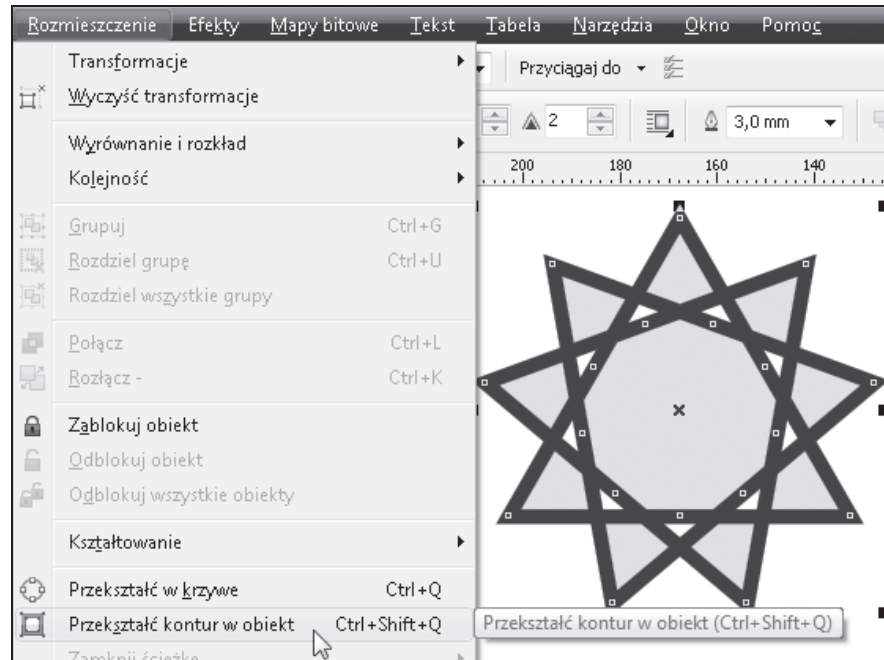 Rozmieszczenie Efekty Mapy bitowe Tekst Tabela Narzędzia Okno Pomoc
Transformacje
Wyczyść transformacje
Wyrównanie i rozkład
Kolejność
Grupuj Ctrl+G
Rozdziel grupę Ctrl+U
Rozdziel wszystkie grupy
Połącz Ctrl+L
Rozłącz - Ctrl+K
Zablokuj obiekt
Odblokuj obiekt
Odblokuj wszystkie obiekty
Kształtowanie
Przekształć w krzywe Ctrl+Q
Przekształć kontur w obiekt Ctrl+Shift+Q
Zamknij ścieżkę
Przyciągaj do
2 3,0 mm
200 180 160 140
Przekształć kontur w obiekt (Ctrl+Shift+Q)